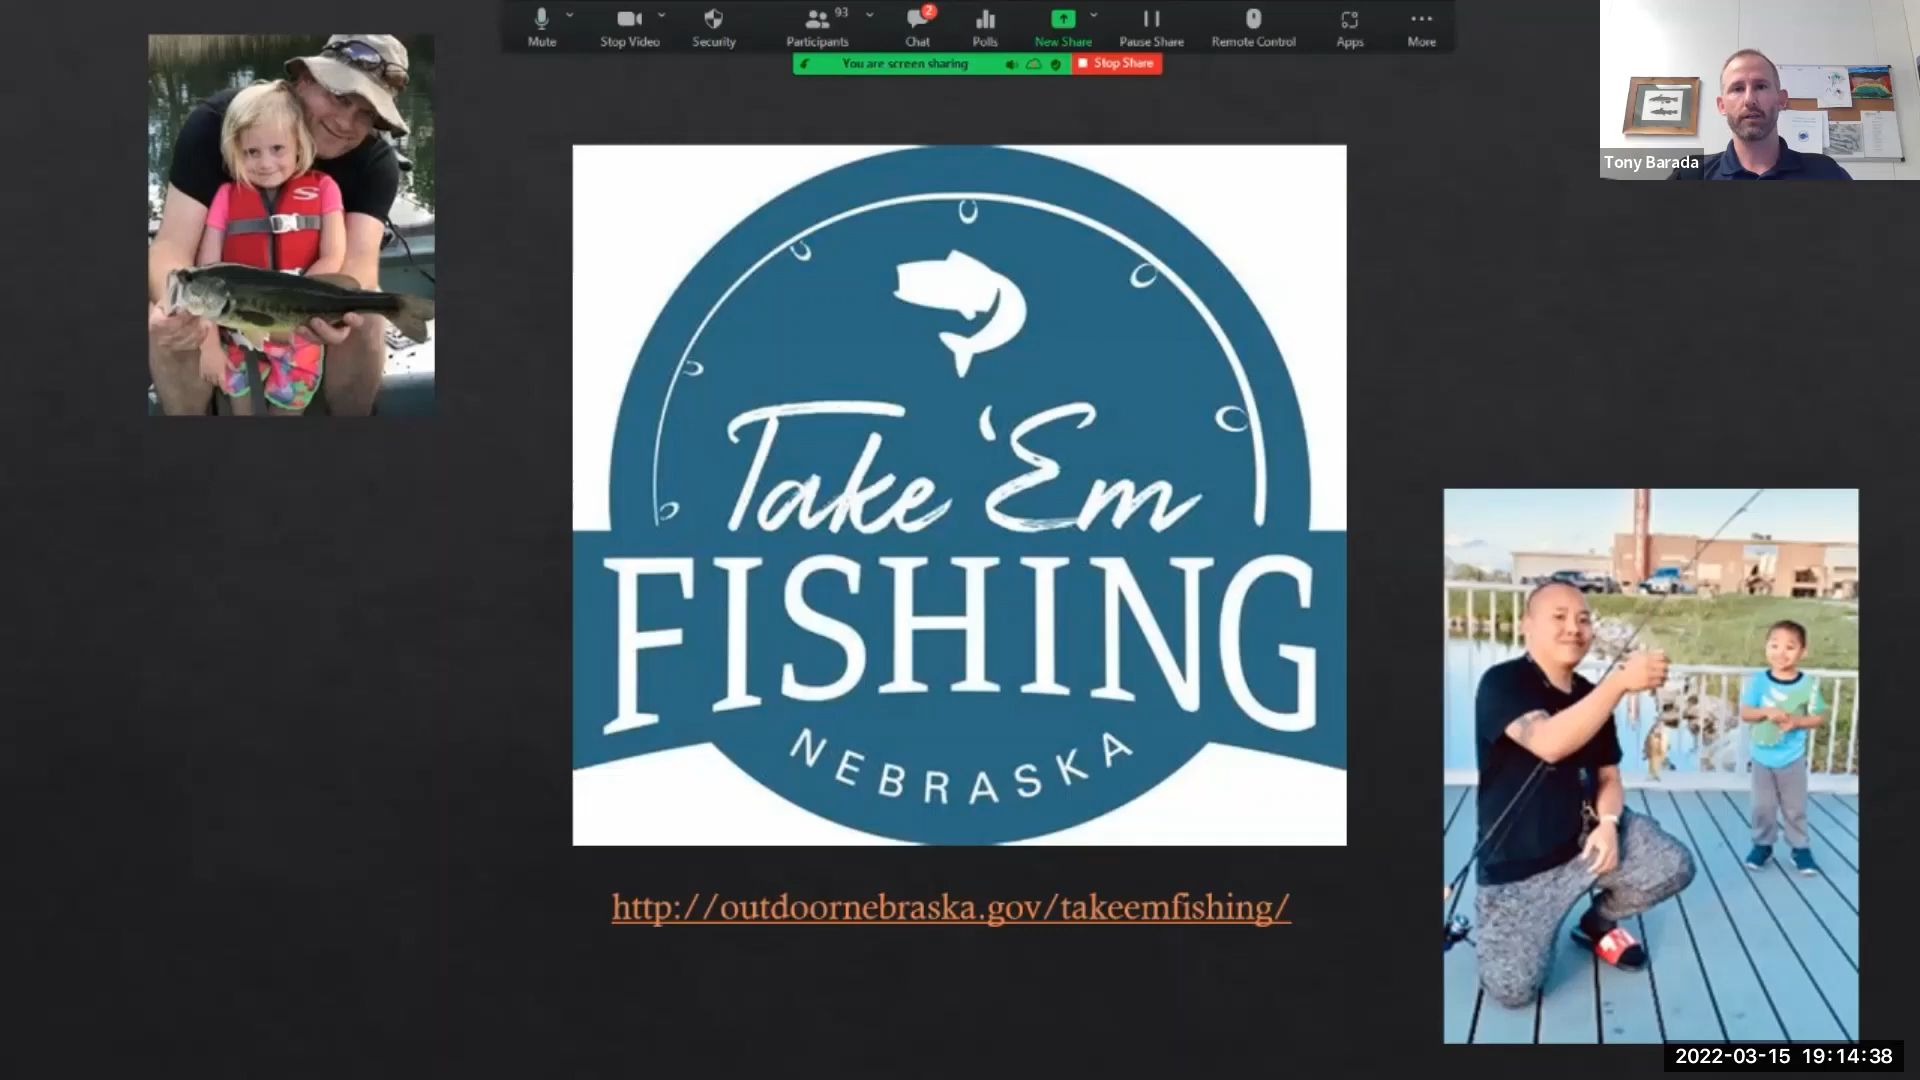 Mute
Stop Video
Security
93
Participants
2
Chat
Polls
New Share
Pause Share
Remote Control
Apps
More
You are screen sharing
Stop Share
Tony Barada
Take 'Em
FISHING
NEBRASKA
http://outdoornebraska.gov/takeemfishing/
2022-03-15 19:14:38